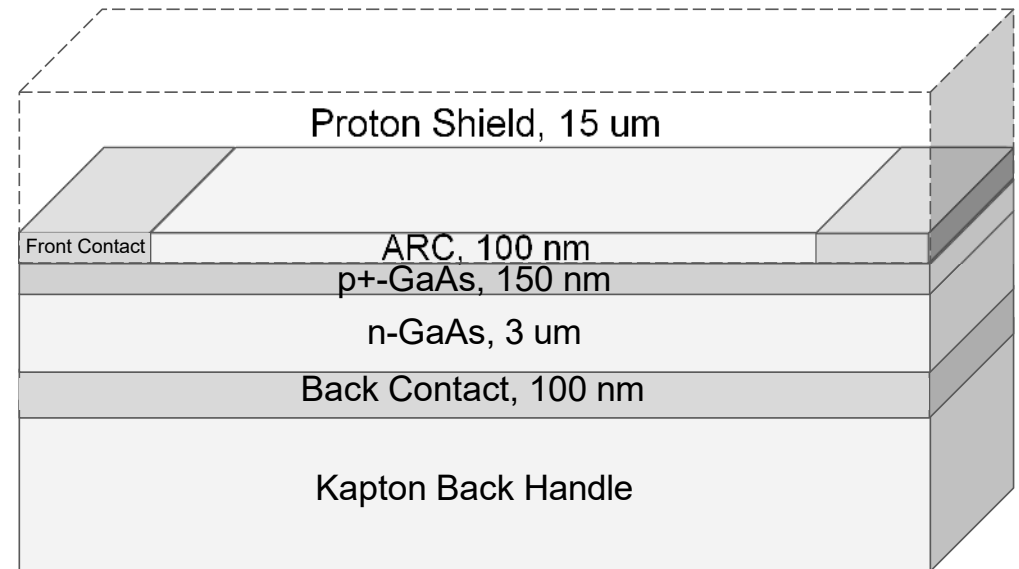 Proton Shield, 15 um
Front Contact
ARC, 100 nm
p+-GaAs, 150 nm
n-GaAs, 3 um
Back Contact, 100 nm
Kapton Back Handle